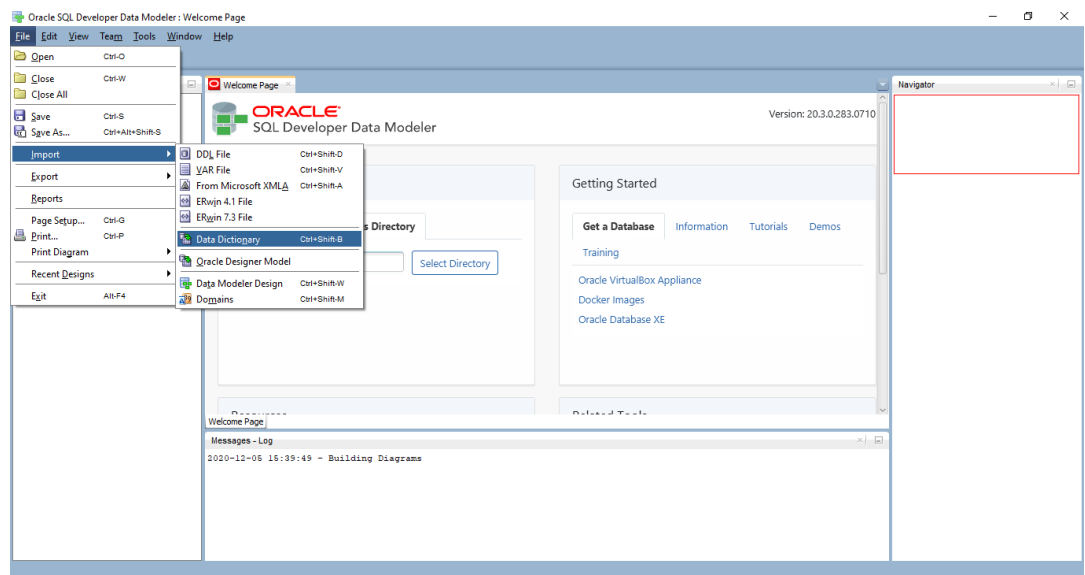 Oracle SQL Developer Data Modeler : Welcome Page
File Edit View Team Tools Window Help
Open Ctrl-O
Close Ctrl-W
Close All
Save Ctrl-S
Save As... Ctrl+Alt+Shift-S
Import
Export
Reports
Page Setup... Ctrl-G
Print... Ctrl-P
Print Diagram
Recent Designs
Exit Alt-F4
DDL File Ctrl+Shift-D
VAR File Ctrl+Shift-V
From Microsoft XMLA Ctrl+Shift-A
ERwin 4.1 File
ERwin 7.3 File
Data Dictionary Ctrl+Shift-B
Oracle Designer Model
Data Modeler Design Ctrl+Shift-W
Domains Ctrl+Shift-M
Welcome Page
ORACLE
SQL Developer Data Modeler
Version: 20.3.0.283.0710
s Directory
Select Directory
Getting Started
Get a Database Information Tutorials Demos
Training
Oracle VirtualBox Appliance
Docker Images
Oracle Database XE
Resources
Related Tools
Welcome Page
Messages - Log
2020-12-05 15:39:49 - Building Diagrams
Navigator